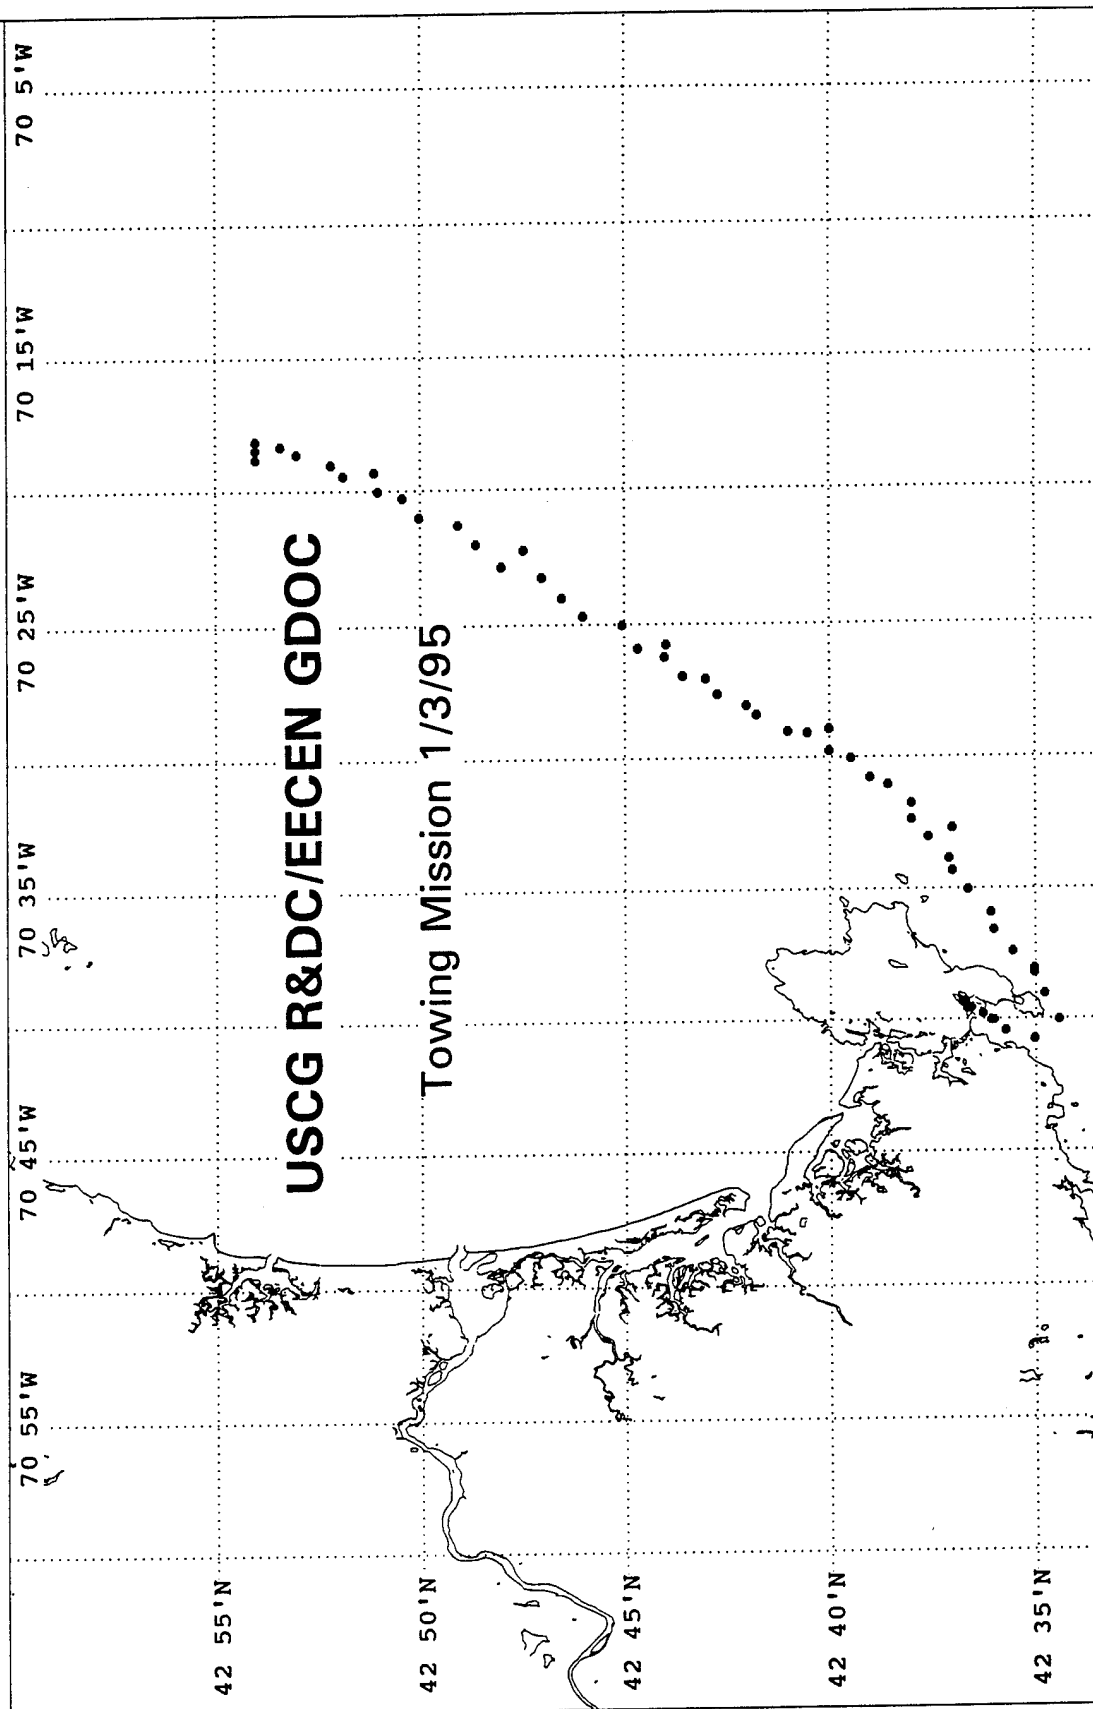 USCG R&DC/EECEN GDOC
Towing Mission 1/3/95
70 55'W
70 45'W
70 35'W
70 25'W
70 15'W
70 5'W
42 55'N
42 50'N
42 45'N
42 40'N
42 35'N